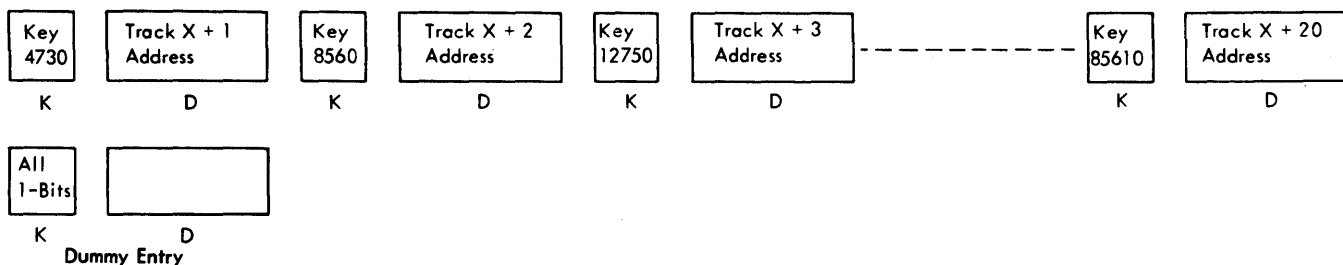 Key 4730
Track X + 1 Address
Key 8560
Track X + 2 Address
Key 12750
Track X + 3 Address
Key 85610
Track X + 20 Address
K D K D K D K D
All 1-Bits
K D
Dummy Entry